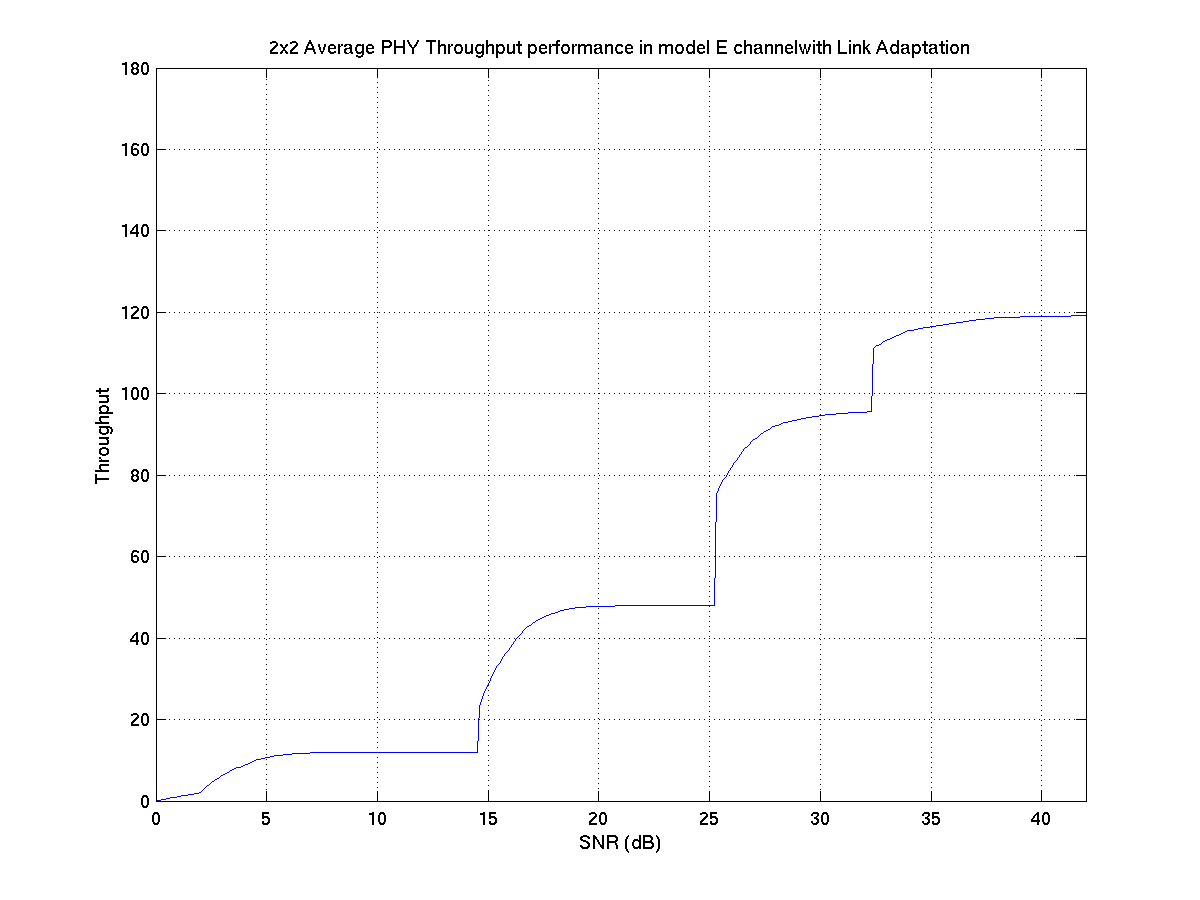 2x2 Average PHY Throughput performance in model E channelwith Link Adaptation
180
160
140
120
100
80
60
40
20
0
Throughput
0 5 10 15 20 25 30 35 40
SNR (dB)